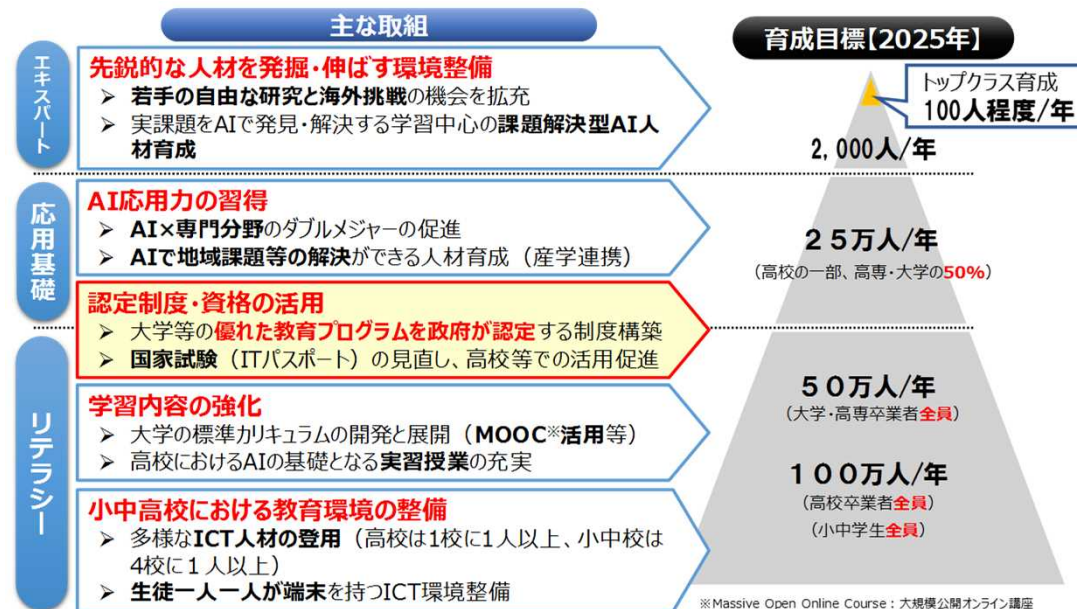 主な取組
育成目標【2025年】
エキスパート
先鋭的な人材を発掘・伸ばす環境整備
➢ 若手の自由な研究と海外挑戦の機会を拡充
➢ 実課題をAIで発見・解決する学習中心の課題解決型AI人
材育成
トップクラス育成
100人程度/年
2,000人/年
応用基礎
AI応用力の習得
➢ AI×専門分野のダブルメジャーの促進
➢ AIで地域課題等の解決ができる人材育成（産学連携）
25万人/年
（高校の一部、高専・大学の50%）
認定制度・資格の活用
➢ 大学等の優れた教育プログラムを政府が認定する制度構築
➢ 国家試験（ITパスポート）の見直し、高校等での活用促進
リテラシー
学習内容の強化
➢ 大学の標準カリキュラムの開発と展開（MOOC※活用等）
➢ 高校におけるAIの基礎となる実習授業の充実
50万人/年
（大学・高専卒業者全員）
100万人/年
（高校卒業者全員）
（小中学生全員）
小中高校における教育環境の整備
➢ 多様なICT人材の登用（高校は1校に1人以上、小中校は
4校に１人以上）
➢ 生徒一人一人が端末を持つICT環境整備
※Massive Open Online Course：大規模公開オンライン講座